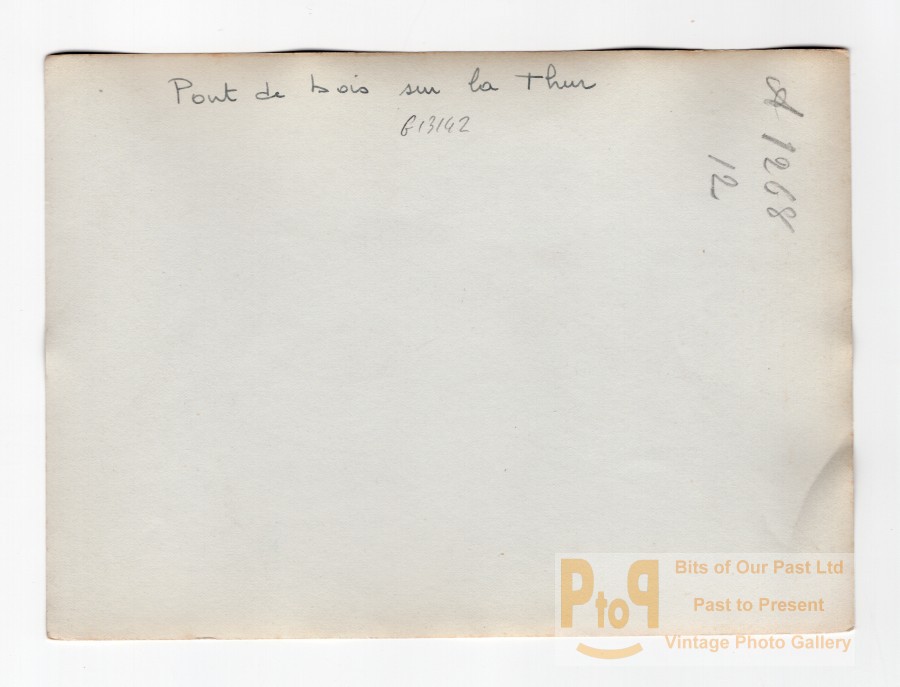 Pont de bois sur la Thur
G13142
A 1268
12
PtoP
Bits of Our Past Ltd
Past to Present
Vintage Photo Gallery